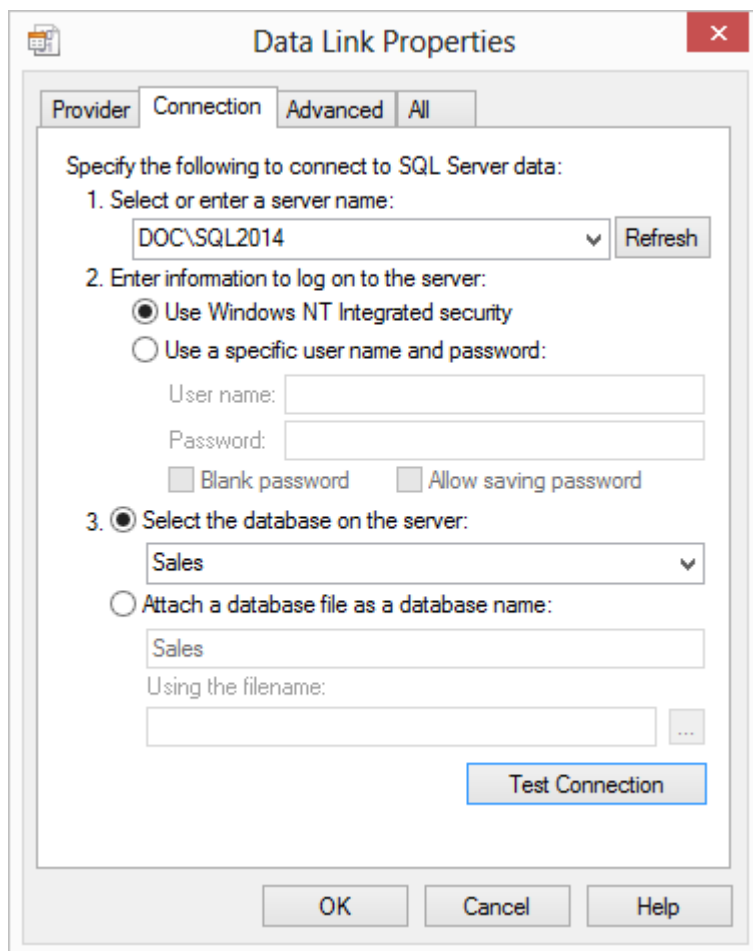 Data Link Properties
Provider Connection Advanced All
Specify the following to connect to SQL Server data:
1. Select or enter a server name:
DOC\SQL2014 Refresh
2. Enter information to log on to the server:
Use Windows NT Integrated security
Use a specific user name and password:
User name:
Password:
Blank password Allow saving password
3. Select the database on the server:
Sales
Attach a database file as a database name:
Sales
Using the filename:
...
Test Connection
OK Cancel Help